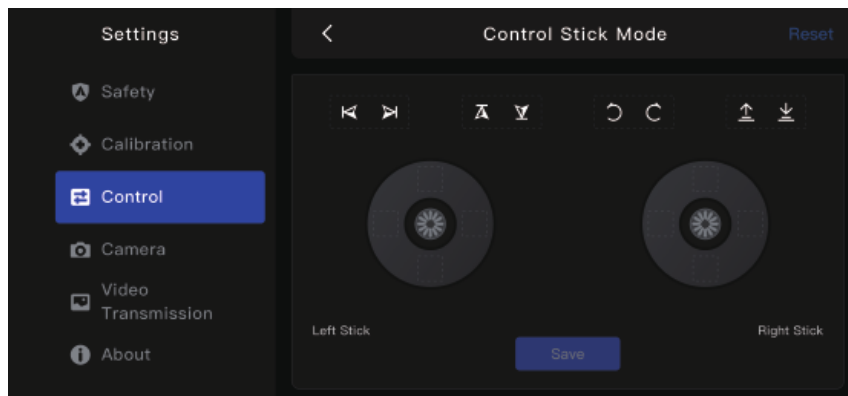 Settings
Control Stick Mode
Reset
Safety
Calibration
Control
Camera
Video
Transmission
About
Left Stick
Right Stick
Save